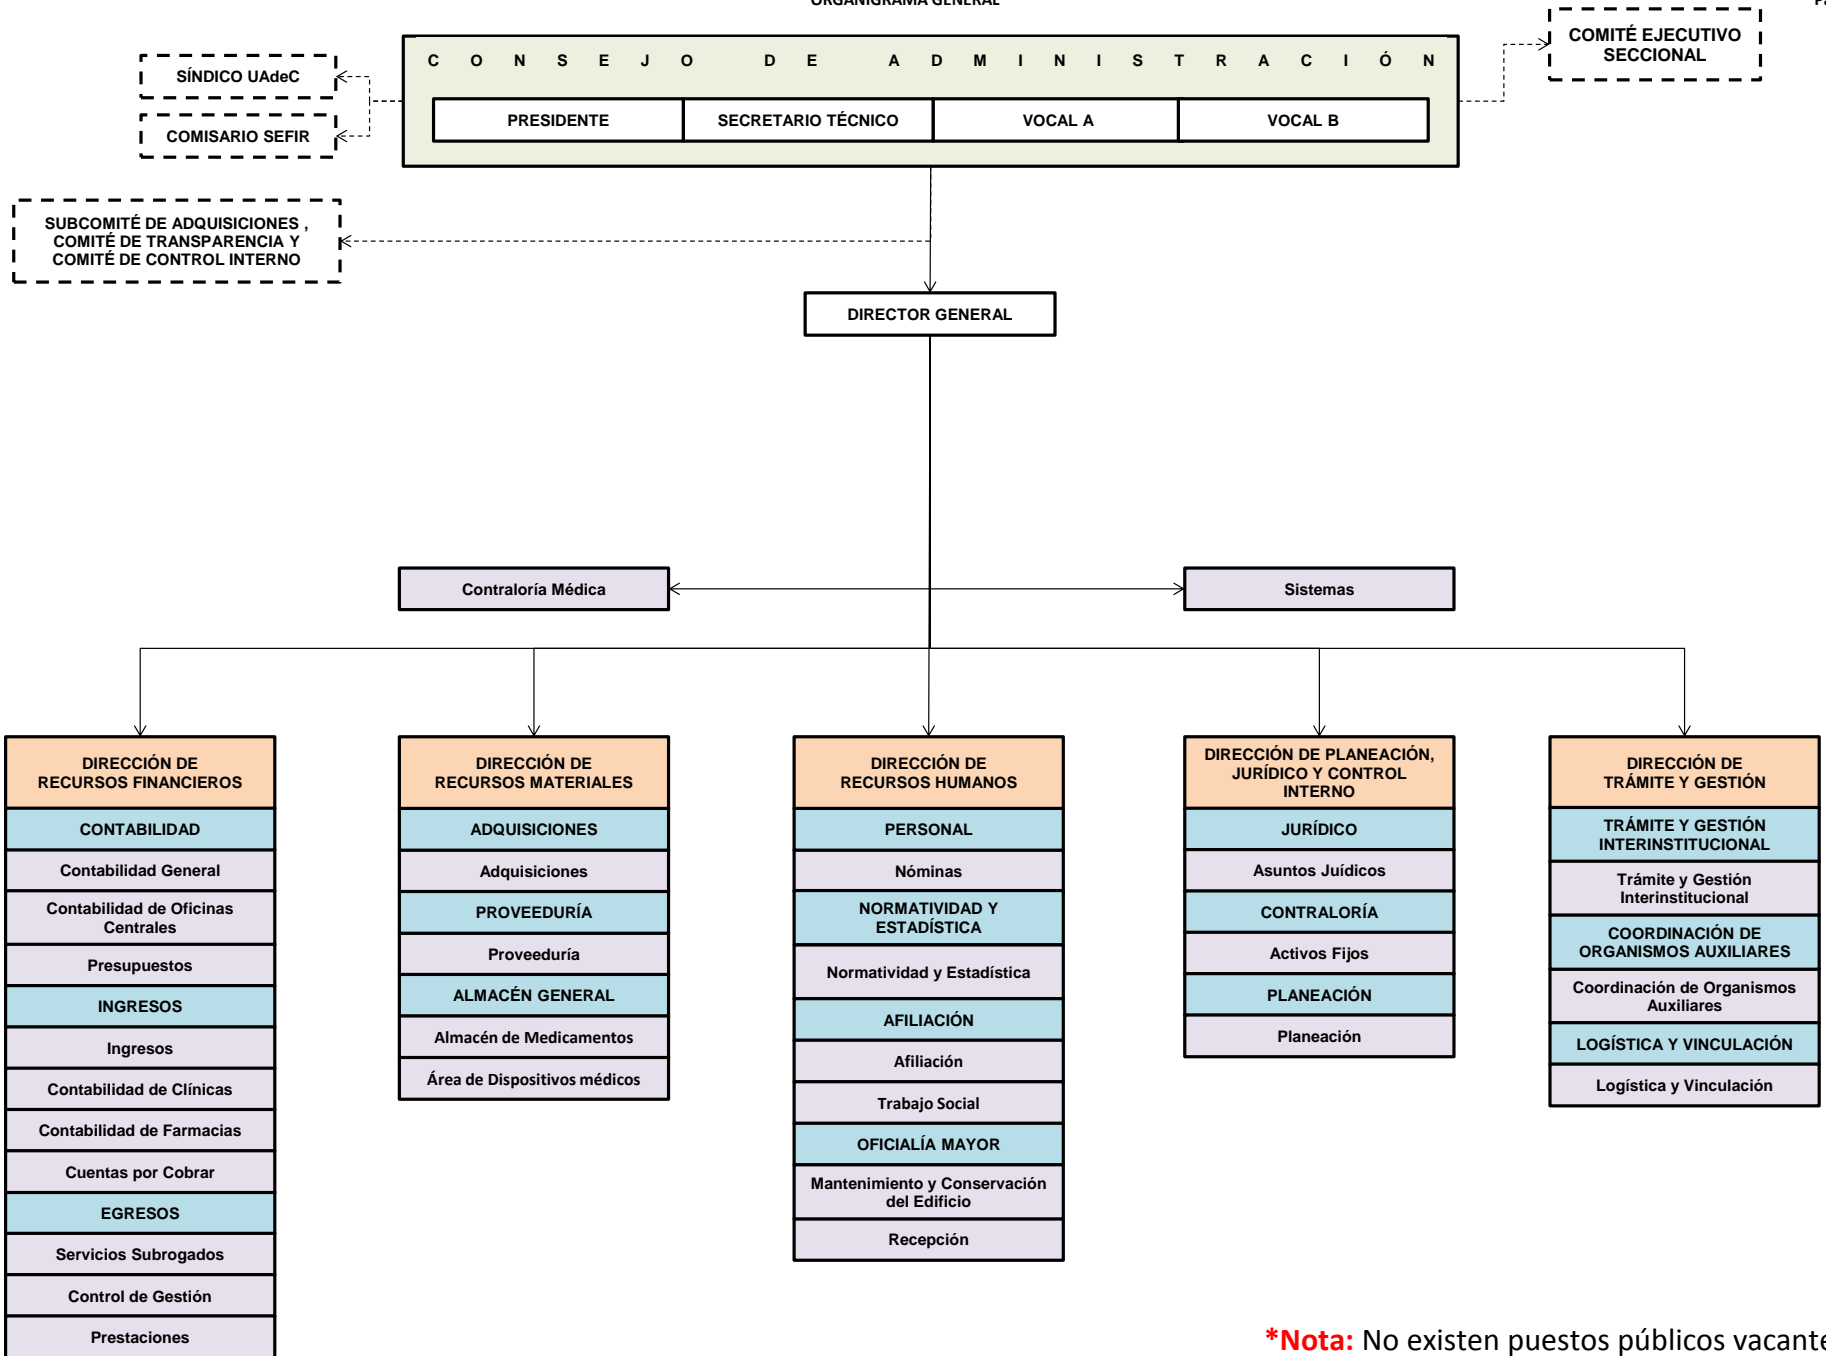 ORGANIGRAMA GENERAL
COMITÉ EJECUTIVO
SECCIONAL
CONSEJO DE ADMINISTRACIÓN
SÍNDICO UAdeC
PRESIDENTE
SECRETARIO TÉCNICO
VOCAL A
VOCAL B
COMISARIO SEFIR
SUBCOMITÉ DE ADQUISICIONES ,
COMITÉ DE TRANSPARENCIA Y
COMITÉ DE CONTROL INTERNO
DIRECTOR GENERAL
Contraloría Médica
Sistemas
DIRECCIÓN DE
RECURSOS FINANCIEROS
CONTABILIDAD
Contabilidad General
Contabilidad de Oficinas
Centrales
Presupuestos
INGRESOS
Ingresos
Contabilidad de Clínicas
Contabilidad de Farmacias
Cuentas por Cobrar
EGRESOS
Servicios Subrogados
Control de Gestión
Prestaciones
DIRECCIÓN DE
RECURSOS MATERIALES
ADQUISICIONES
Adquisiciones
PROVEEDURÍA
Proveeduría
ALMACÉN GENERAL
Almacén de Medicamentos
Área de Dispositivos médicos
DIRECCIÓN DE
RECURSOS HUMANOS
PERSONAL
Nóminas
NORMATIVIDAD Y
ESTADÍSTICA
Normatividad y Estadística
AFILIACIÓN
Afiliación
Trabajo Social
OFICIALÍA MAYOR
Mantenimiento y Conservación
del Edificio
Recepción
DIRECCIÓN DE PLANEACIÓN,
JURÍDICO Y CONTROL
INTERNO
JURÍDICO
Asuntos Juídicos
CONTRALORÍA
Activos Fijos
PLANEACIÓN
Planeación
DIRECCIÓN DE
TRÁMITE Y GESTIÓN
TRÁMITE Y GESTIÓN
INTERINSTITUCIONAL
Trámite y Gestión
Interinstitucional
COORDINACIÓN DE
ORGANISMOS AUXILIARES
Coordinación de Organismos
Auxiliares
LOGÍSTICA Y VINCULACIÓN
Logística y Vinculación
*Nota: No existen puestos públicos vacante